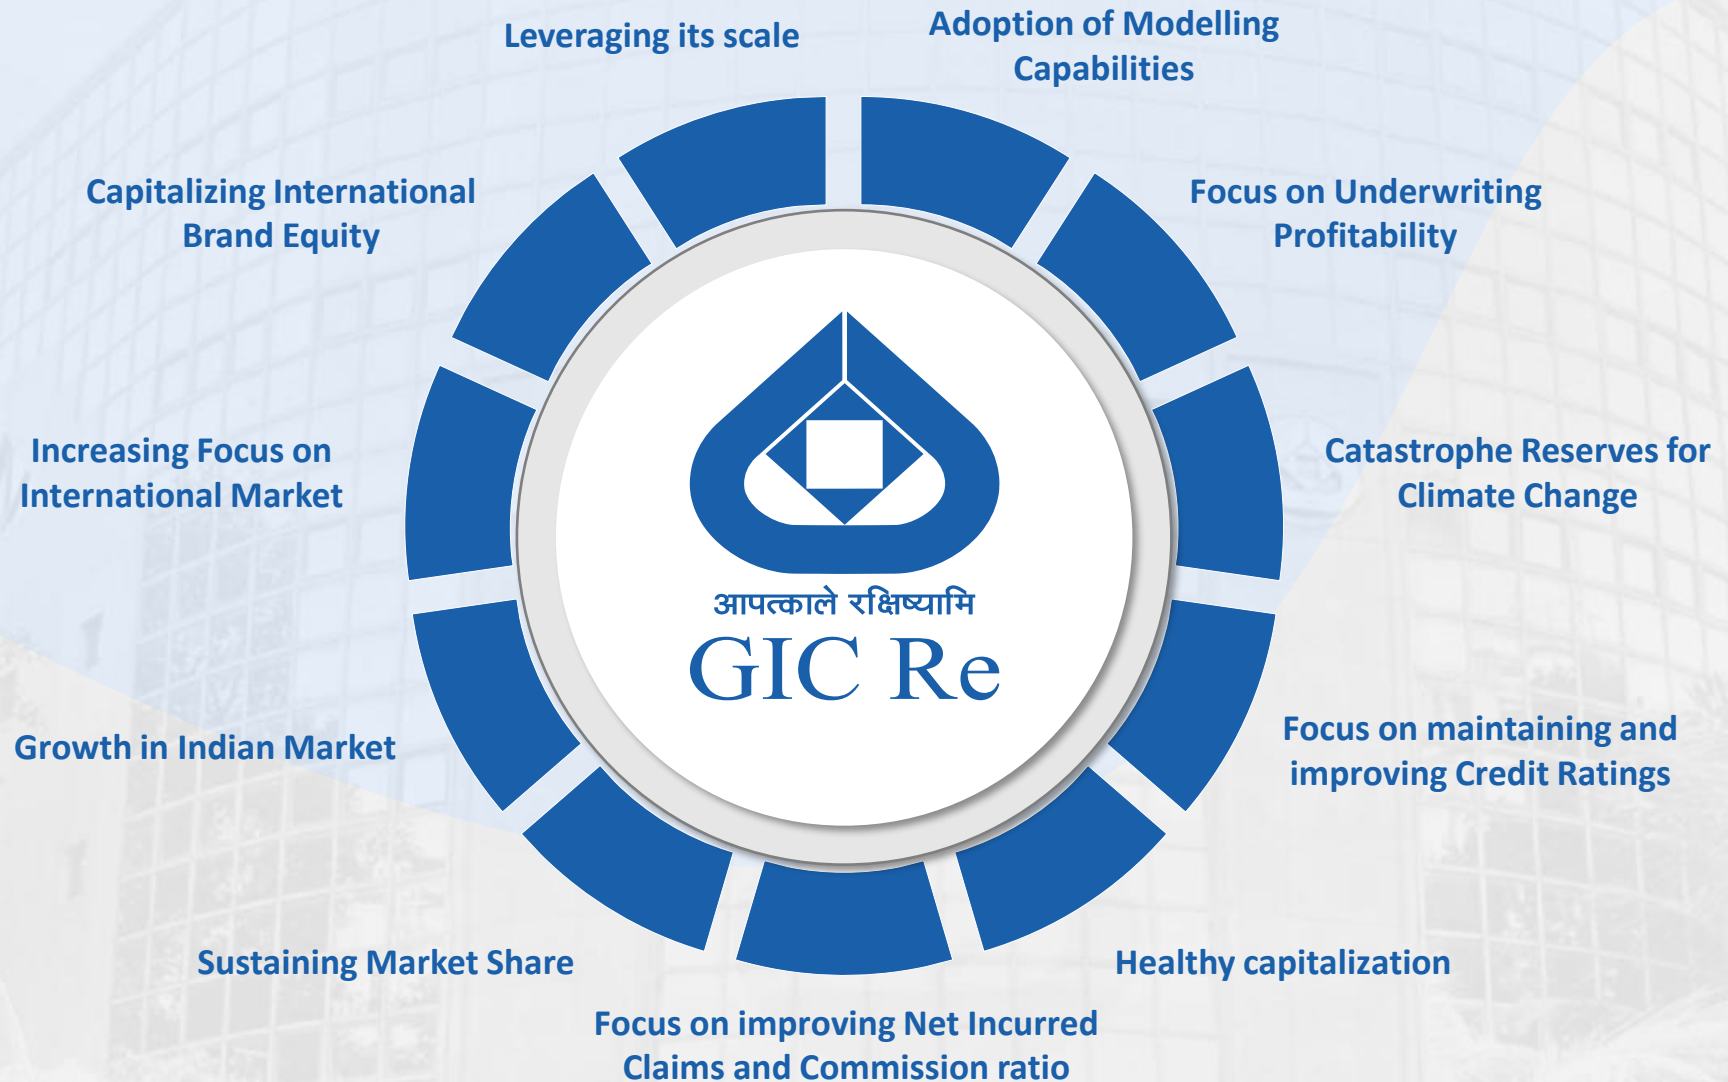 Leveraging its scale
Adoption of Modelling
Capabilities
Capitalizing International
Brand Equity
Focus on Underwriting
Profitability
Increasing Focus on
International Market
Catastrophe Reserves for
Climate Change
आपत्काले रक्षिष्यामि
GIC Re
Growth in Indian Market
Focus on maintaining and
improving Credit Ratings
Sustaining Market Share
Healthy capitalization
Focus on improving Net Incurred
Claims and Commission ratio